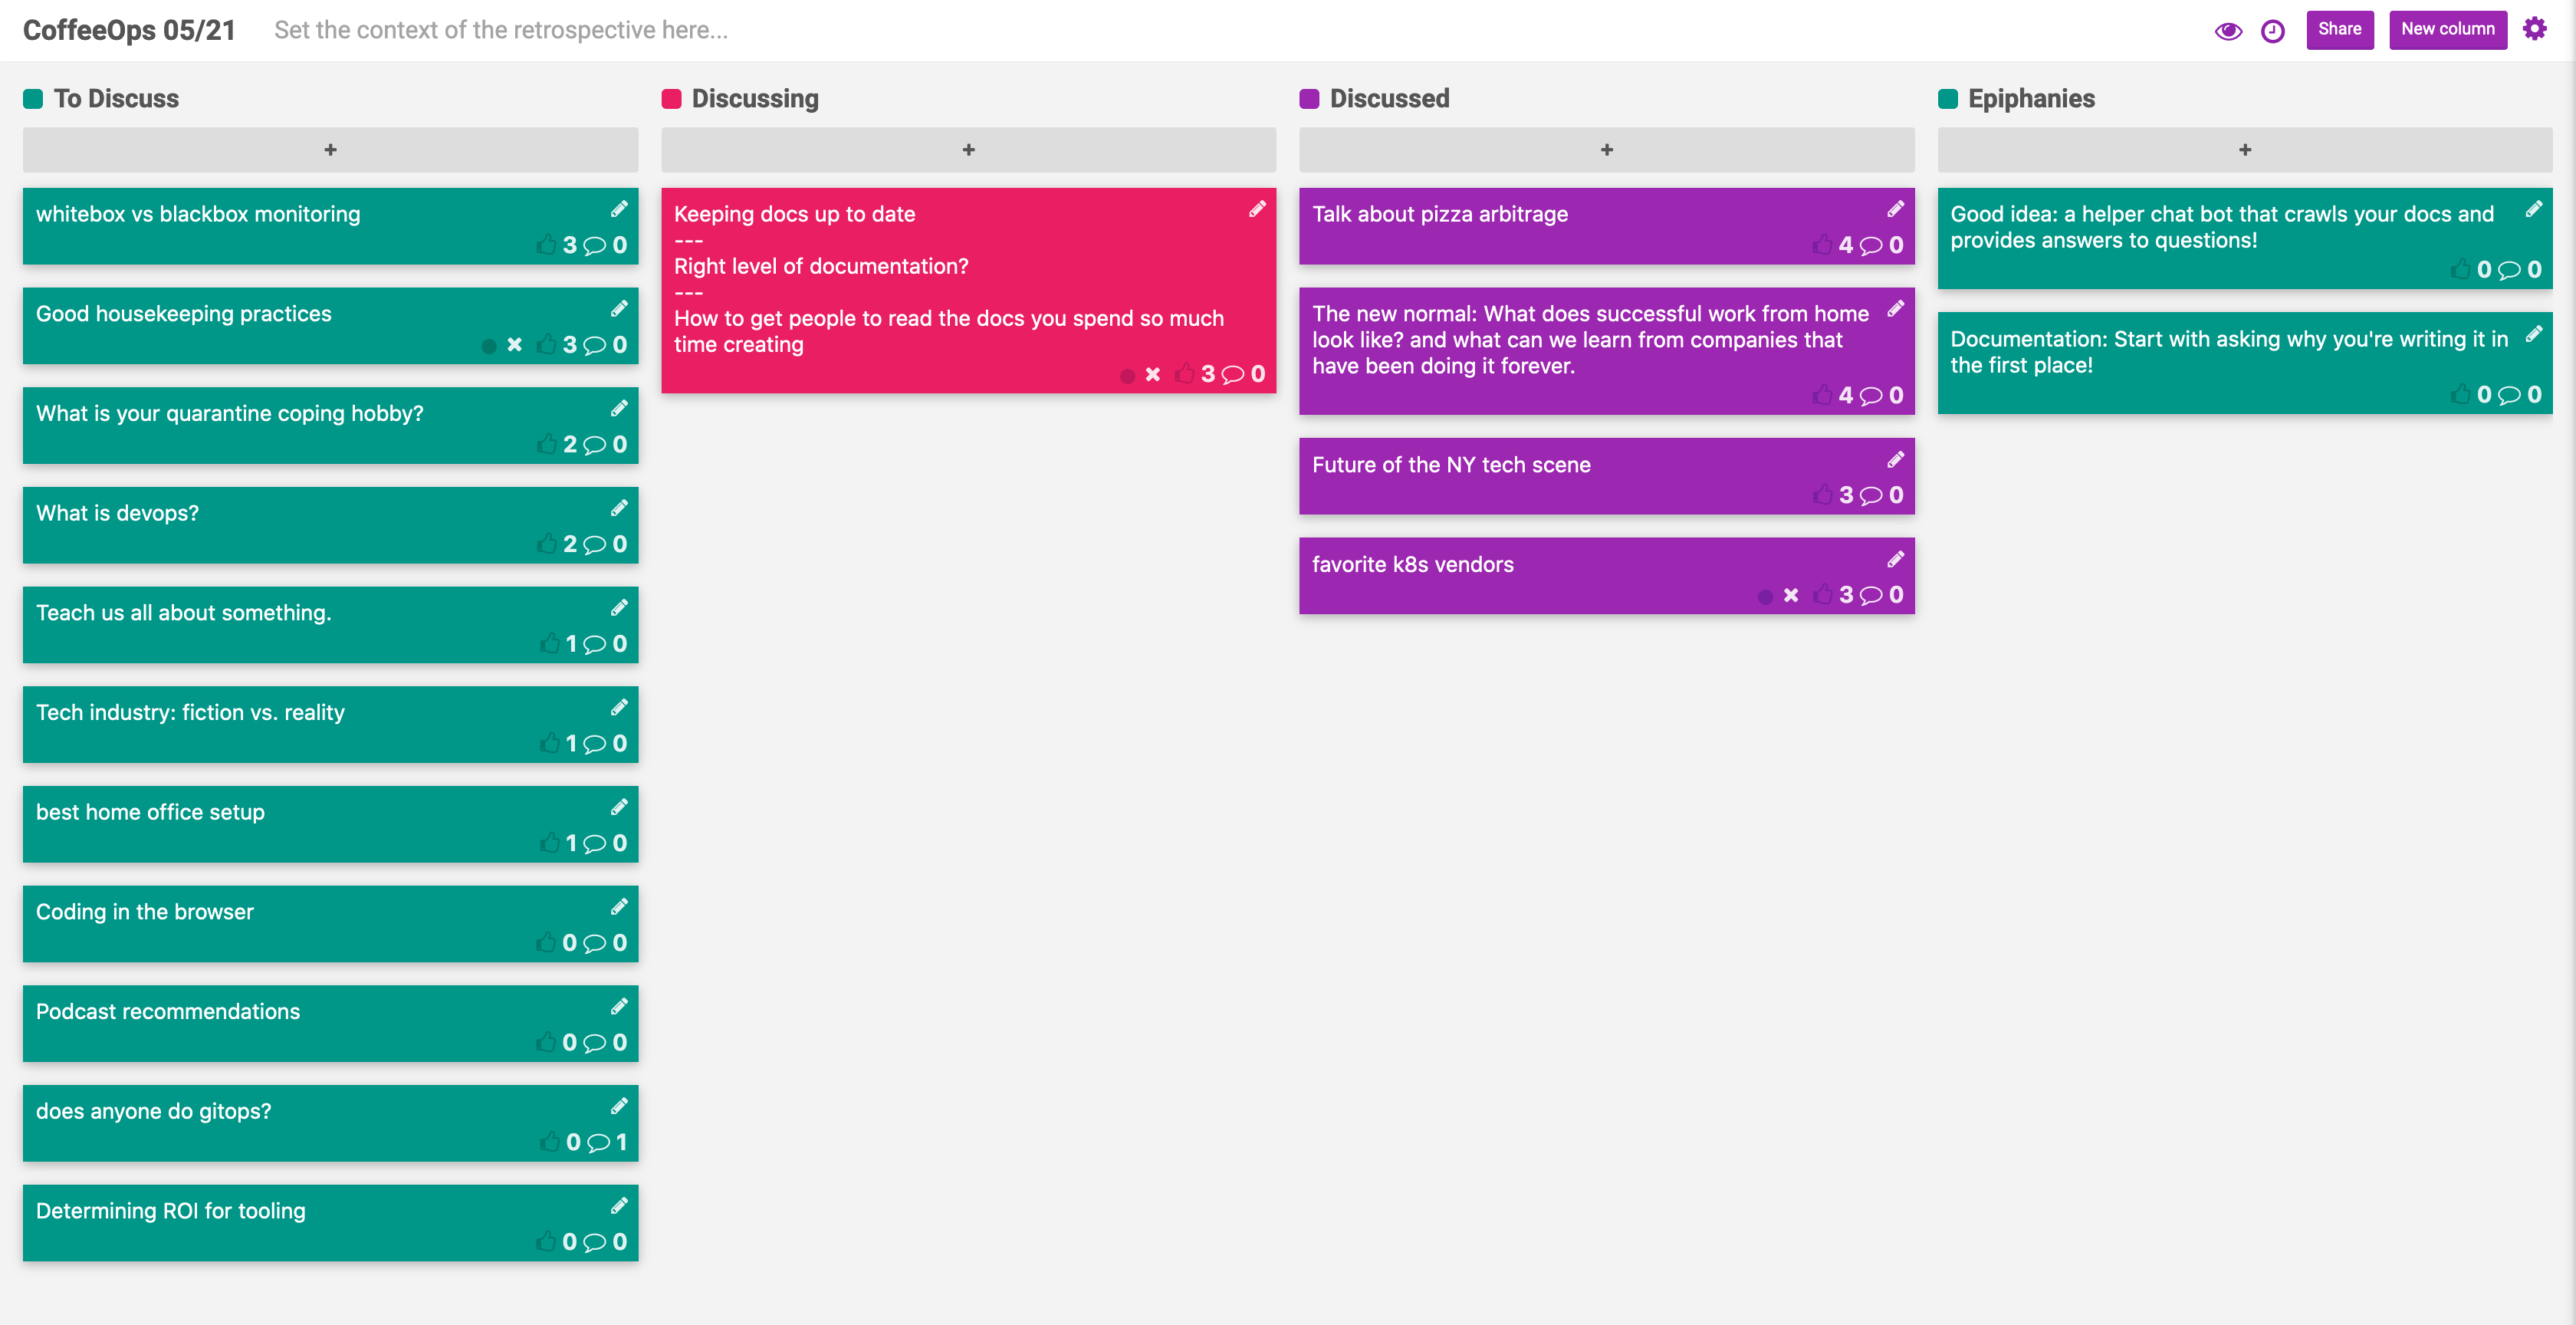 CoffeeOps 05/21
Set the context of the retrospective here...
Share
New column
To Discuss
+
whitebox vs blackbox monitoring
3 0
Good housekeeping practices
3 0
What is your quarantine coping hobby?
2 0
What is devops?
2 0
Teach us all about something.
1 0
Tech industry: fiction vs. reality
1 0
best home office setup
1 0
Coding in the browser
0 0
Podcast recommendations
0 0
does anyone do gitops?
0 1
Determining ROI for tooling
0 0
Discussing
+
Keeping docs up to date
---
Right level of documentation?
---
How to get people to read the docs you spend so much
time creating
3 0
Discussed
+
Talk about pizza arbitrage
4 0
The new normal: What does successful work from home
look like? and what can we learn from companies that
have been doing it forever.
4 0
Future of the NY tech scene
3 0
favorite k8s vendors
3 0
Epiphanies
+
Good idea: a helper chat bot that crawls your docs and
provides answers to questions!
0 0
Documentation: Start with asking why you're writing it in
the first place!
0 0